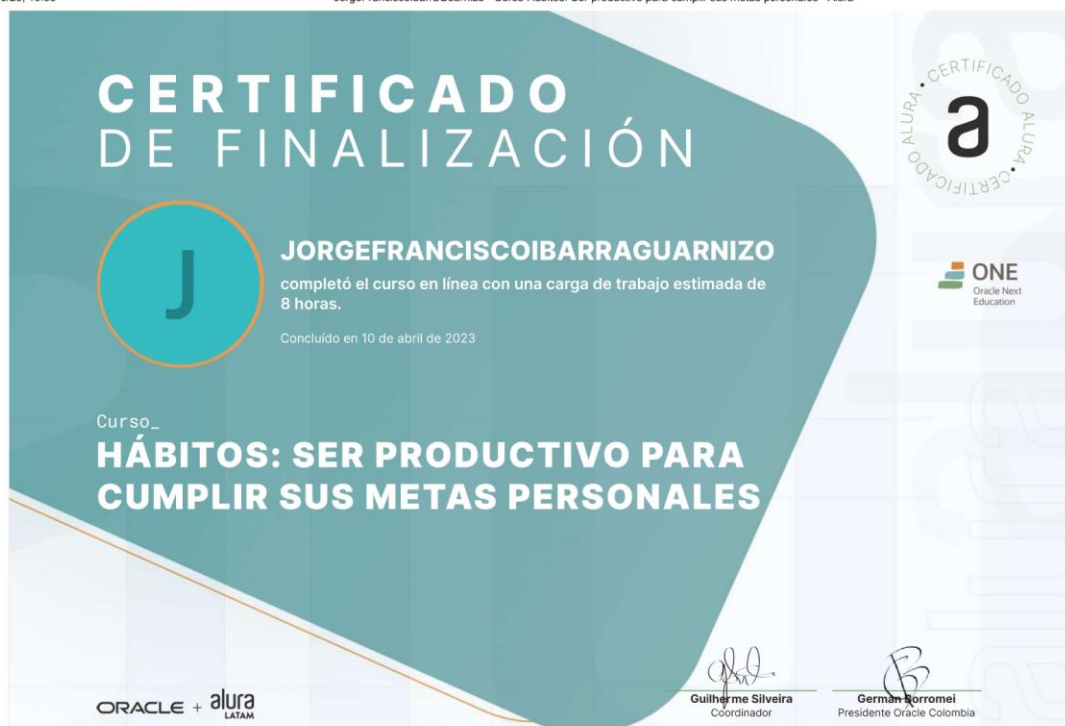 CERTIFICADO
DE FINALIZACIÓN
CERTIFICADO ALURA • CERTIFICADO ALURA •
a
J
JORGEFRANCISCOIBARRAGUARNIZO
completó el curso en línea con una carga de trabajo estimada de
8 horas.
Concluído en 10 de abril de 2023
ONE
Oracle Next
Education
Curso_
HÁBITOS: SER PRODUCTIVO PARA
CUMPLIR SUS METAS PERSONALES
ORACLE + alura
LATAM
Guilherme Silveira
Coordinador
Germán Borromei
Presidente Oracle Colombia